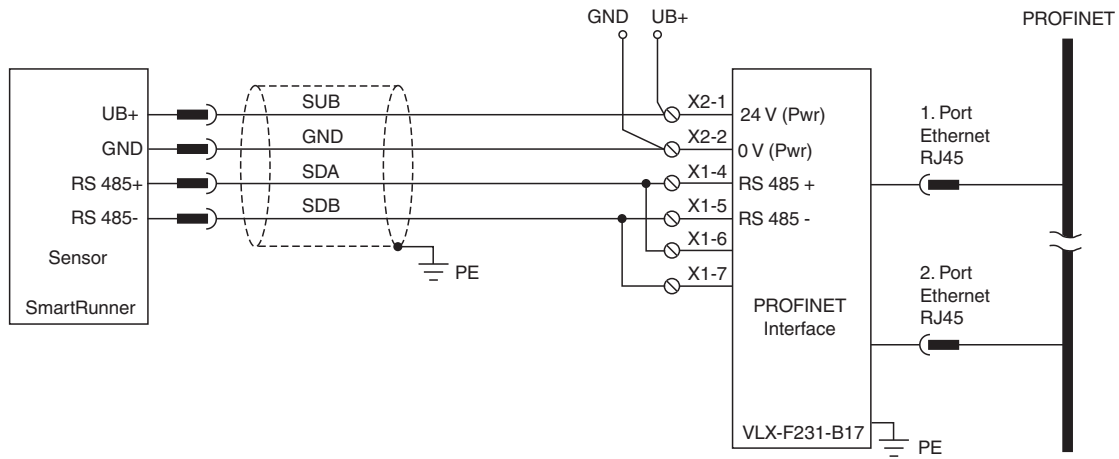 GND UB+
PROFINET
UB+
GND
RS 485+
RS 485-
Sensor
SmartRunner
SUB
GND
SDA
SDB
PE
X2-1
X2-2
X1-4
X1-5
X1-6
X1-7
24 V (Pwr)
0 V (Pwr)
RS 485 +
RS 485 -
PROFINET
Interface
VLX-F231-B17
PE
1. Port
Ethernet
RJ45
2. Port
Ethernet
RJ45